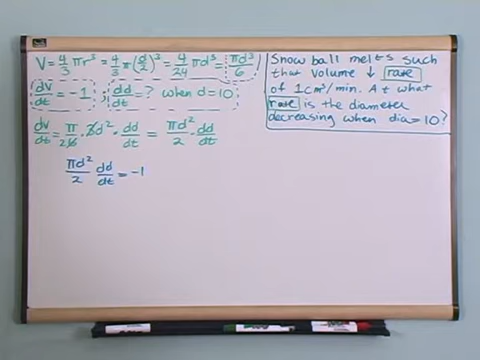 V = 4/3 πr³ = 4/3 π(d/2)³ = 4/24 πd³ = πd³/6
dv/dt = -1 ; dd/dt = ? when d = 10
dv/dt = π/2·6 · 3d² · dd/dt = πd²/2 · dd/dt
πd²/2 dd/dt = -1
Snow ball melts such
that volume ↓ rate
of 1cm³/min. At what
rate is the diameter
decreasing when dia=10?